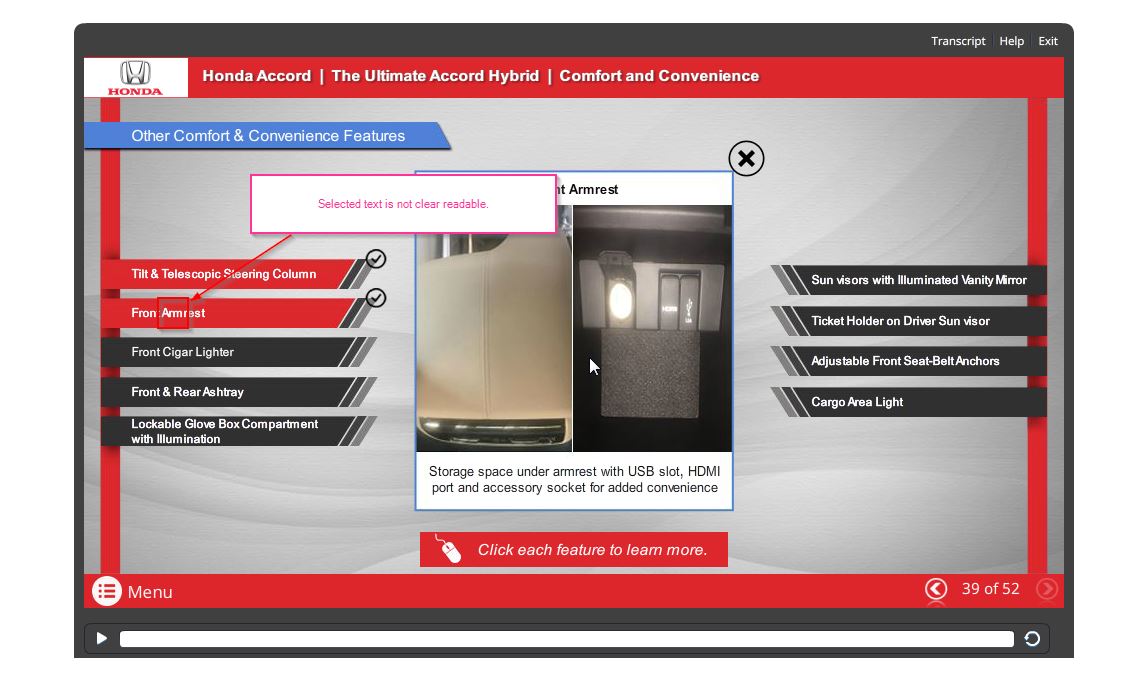 Transcript Help Exit
HONDA
Honda Accord | The Ultimate Accord Hybrid | Comfort and Convenience
Other Comfort & Convenience Features
Armrest
Selected text is not clear readable.
Tilt & Telescopic Steering Column
Front Armrest
Front Cigar Lighter
Front & Rear Ashtray
Lockable Glove Box Compartment
with Illumination
HDMI
Storage space under armrest with USB slot, HDMI
port and accessory socket for added convenience
Sun visors with Illuminated Vanity Mirror
Ticket Holder on Driver Sun visor
Adjustable Front Seat-Belt Anchors
Cargo Area Light
Click each feature to learn more.
Menu
39 of 52